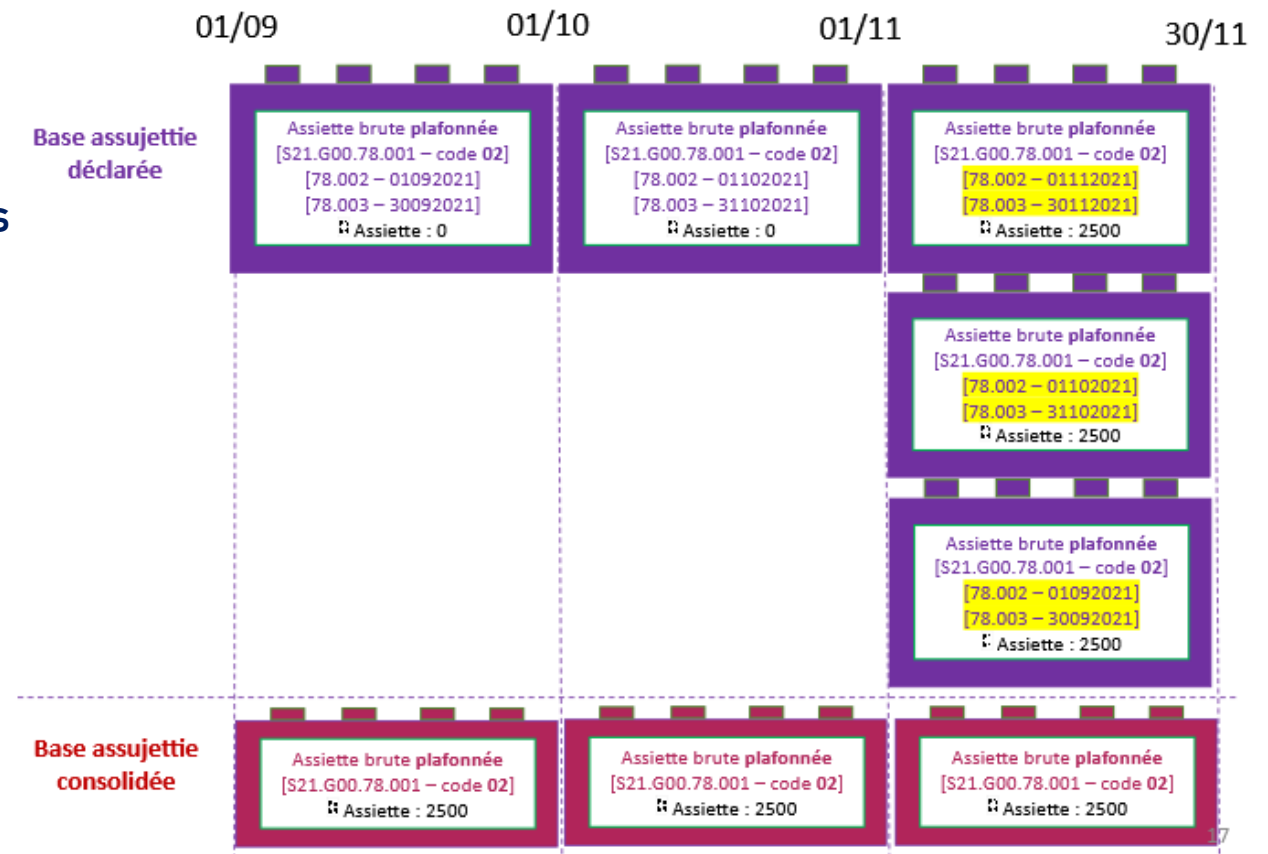 01/09
01/10
01/11
30/11
Base assujettie
déclarée
s
Assiette brute plafonnée
[S21.G00.78.001 – code 02]
[78.002 – 01092021]
[78.003 – 30092021]
Assiette : 0
Assiette brute plafonnée
[S21.G00.78.001 – code 02]
[78.002 – 01102021]
[78.003 – 31102021]
Assiette : 0
Assiette brute plafonnée
[S21.G00.78.001 – code 02]
[78.002 – 01112021]
[78.003 – 30112021]
Assiette : 2500
Assiette brute plafonnée
[S21.G00.78.001 – code 02]
[78.002 – 01102021]
[78.003 – 31102021]
Assiette : 2500
Assiette brute plafonnée
[S21.G00.78.001 – code 02]
[78.002 – 01092021]
[78.003 – 30092021]
Assiette : 2500
Base assujettie
consolidée
Assiette brute plafonnée
[S21.G00.78.001 – code 02]
Assiette : 2500
Assiette brute plafonnée
[S21.G00.78.001 – code 02]
Assiette : 2500
Assiette brute plafonnée
[S21.G00.78.001 – code 02]
Assiette : 2500
17